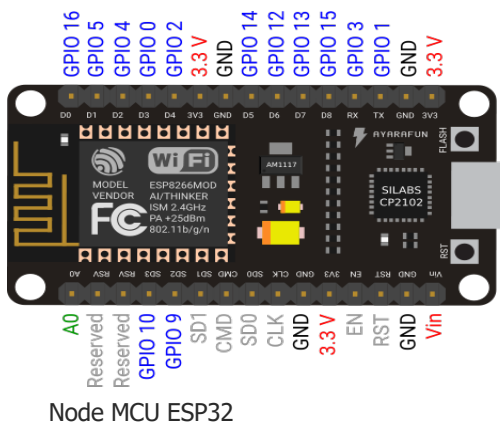 GPIO 16 GPIO 5 GPIO 4 GPIO 0 GPIO 2 3.3 V GND GPIO 14 GPIO 12 GPIO 13 GPIO 15 GPIO 3 GPIO 1 GND 3.3 V
D0 D1 D2 D3 D4 3V3 GND D5 D6 D7 D8 RX TX GND 3V3
AYARAFUN
FLASH
WiFi
AM1117
MODEL
VENDOR
FC
ESP8266MOD
AI/THINKER
ISM 2.4GHz
PA +25dBm
802.11b/g/n
SILABS
CP2102
RST
A0 RSV RSV SD3 SD2 SD1 CMD SD0 CLK GND 3V3 EN RST GND Vin
A0 Reserved Reserved GPIO 10 GPIO 9 SD1 CMD SD0 CLK GND 3.3 V EN RST GND Vin
Node MCU ESP32